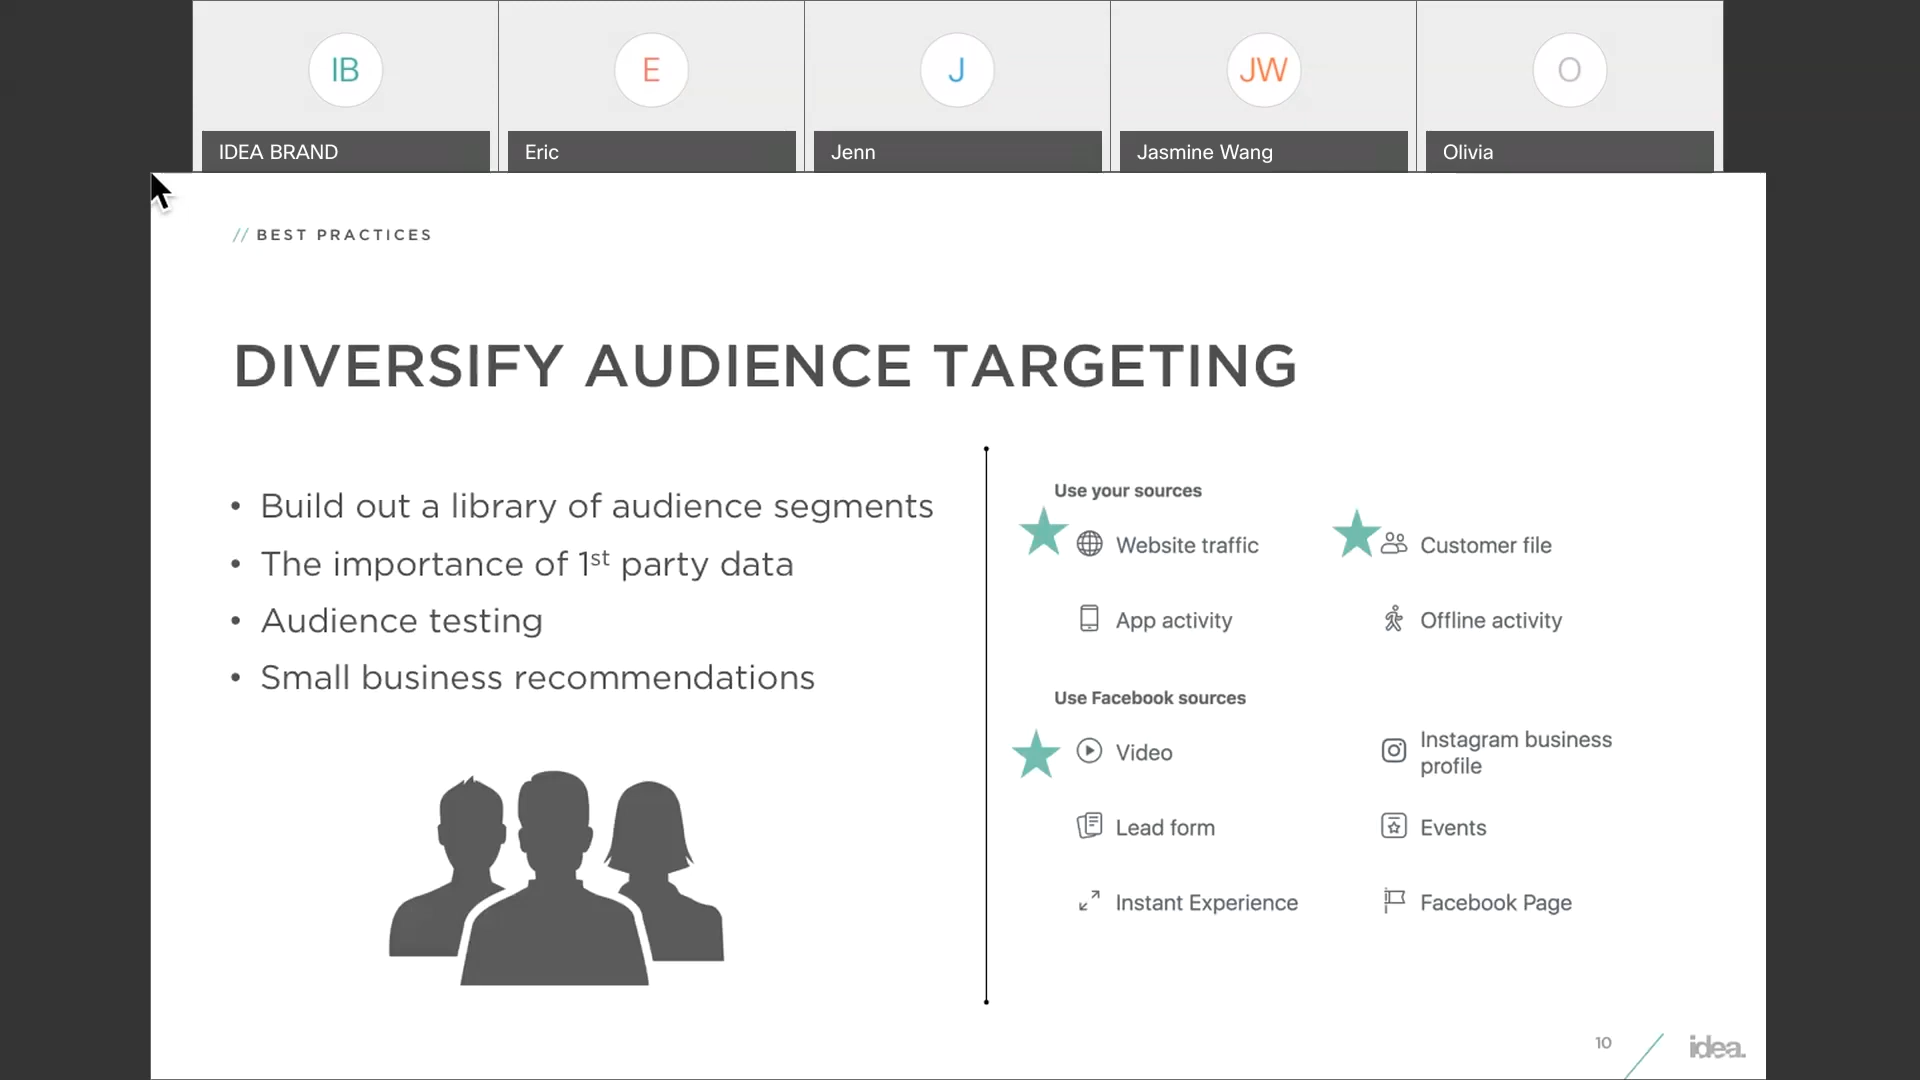 IB
E
J
JW
O
IDEA BRAND
Eric
Jenn
Jasmine Wang
Olivia
// BEST PRACTICES
DIVERSIFY AUDIENCE TARGETING
• Build out a library of audience segments
• The importance of 1st party data
• Audience testing
• Small business recommendations
Use your sources
Website traffic
Customer file
App activity
Offline activity
Use Facebook sources
Video
Instagram business
profile
Lead form
Events
Instant Experience
Facebook Page
10
idea.